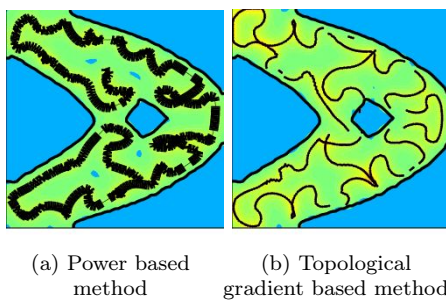 (a) Power based
method
(b) Topological
gradient based method